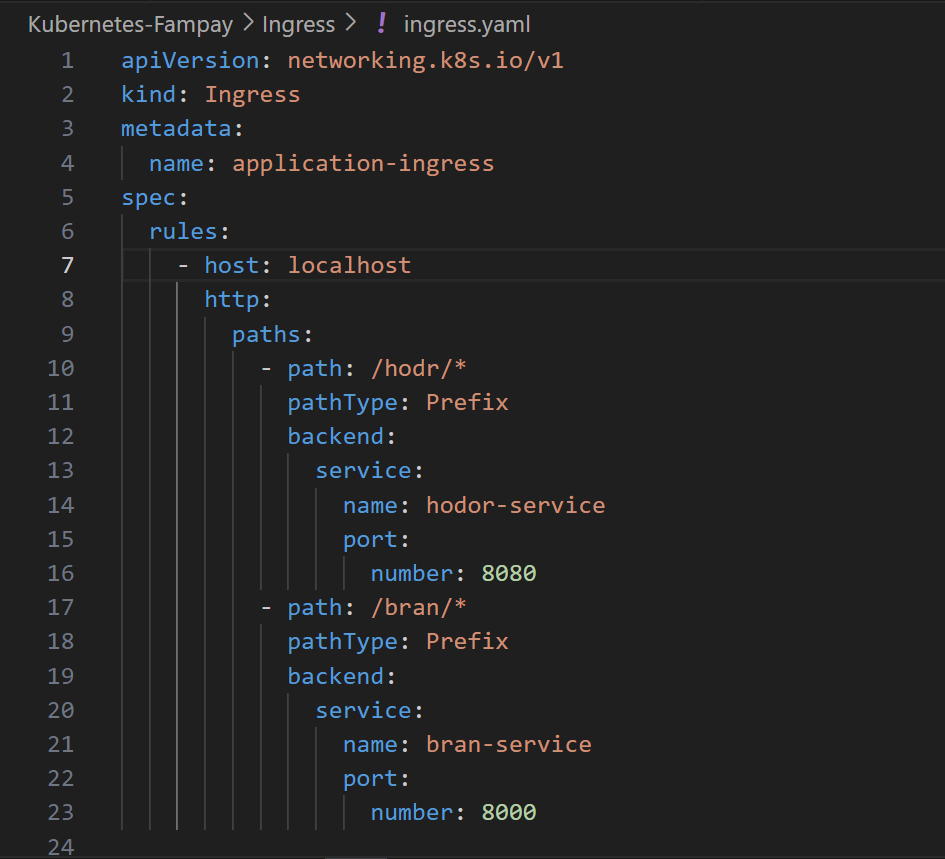 Kubernetes-Fampay > Ingress > ! ingress.yaml
1 apiVersion: networking.k8s.io/v1
2 kind: Ingress
3 metadata:
4   name: application-ingress
5 spec:
6   rules:
7     - host: localhost
8       http:
9         paths:
10           - path: /hodr/*
11             pathType: Prefix
12             backend:
13               service:
14                 name: hodor-service
15                 port:
16                   number: 8080
17           - path: /bran/*
18             pathType: Prefix
19             backend:
20               service:
21                 name: bran-service
22                 port:
23                   number: 8000
24